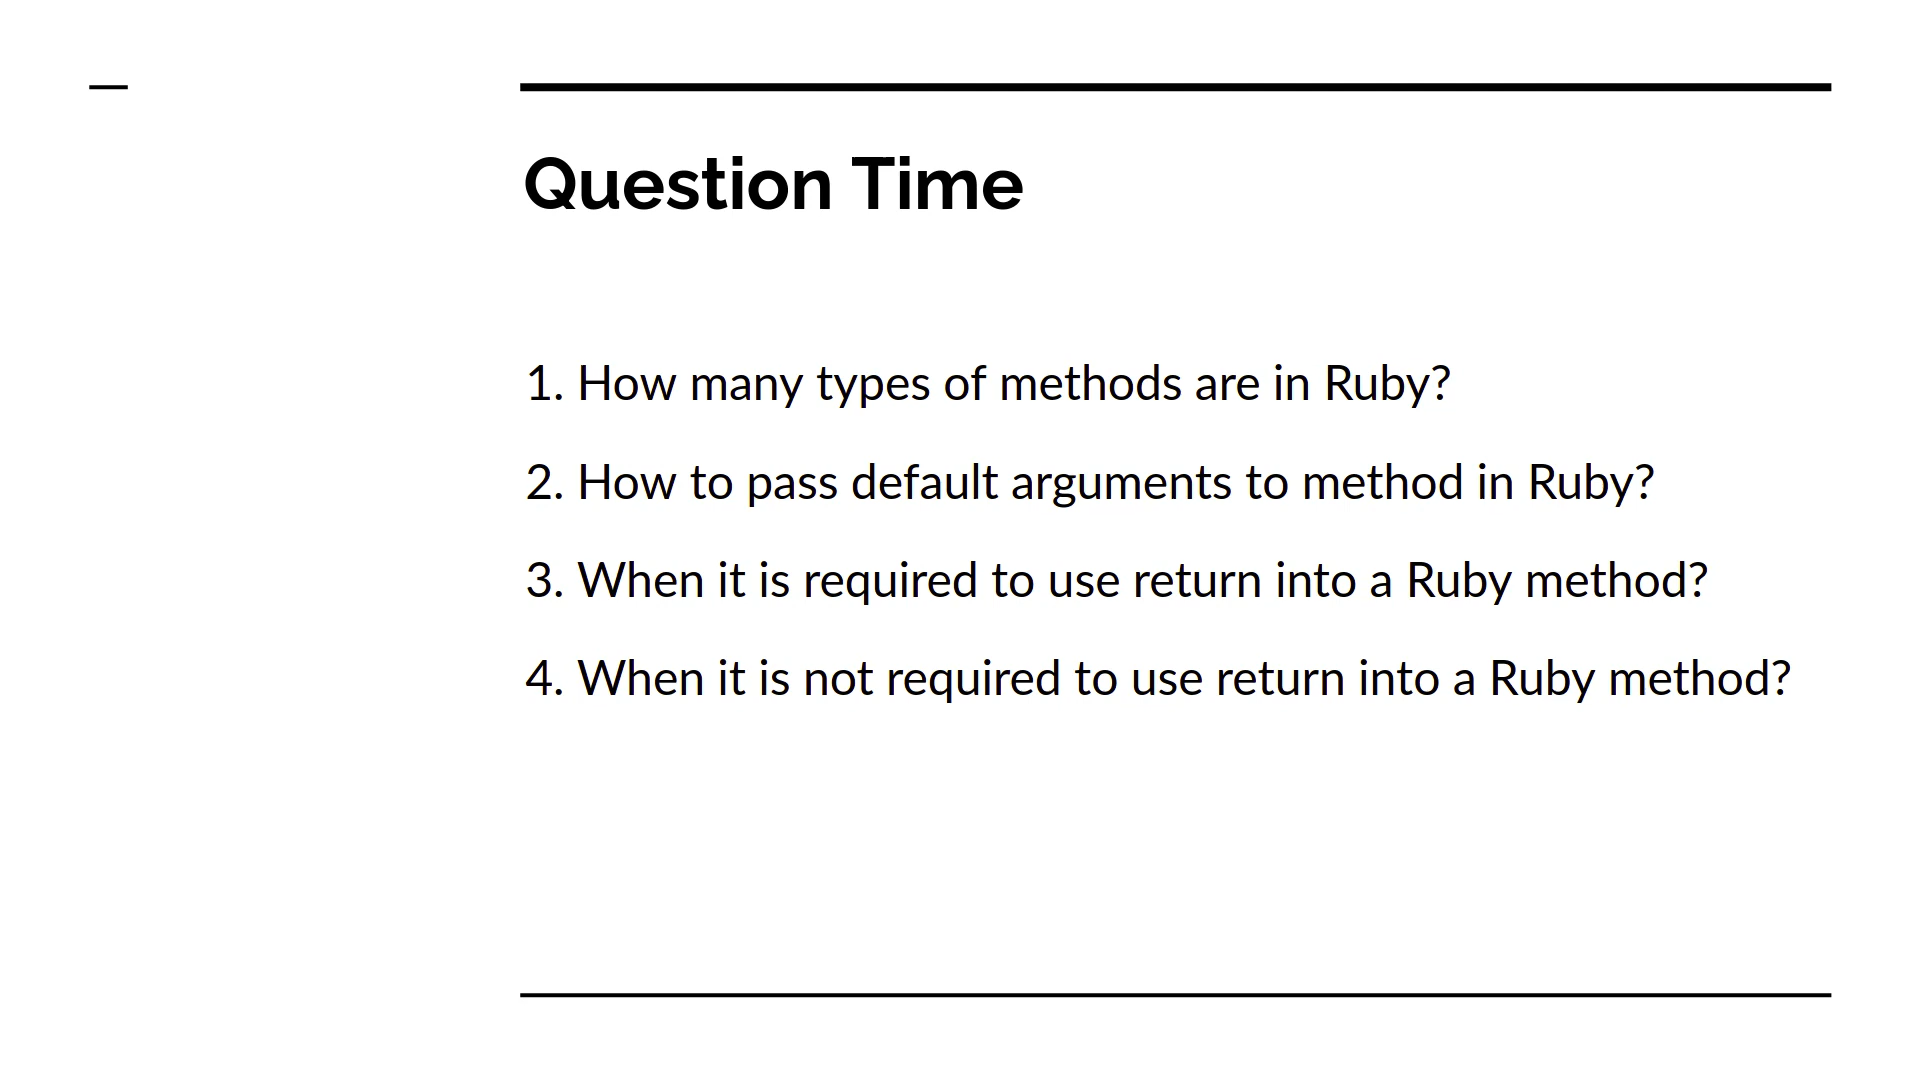 Question Time
1. How many types of methods are in Ruby?
2. How to pass default arguments to method in Ruby?
3. When it is required to use return into a Ruby method?
4. When it is not required to use return into a Ruby method?